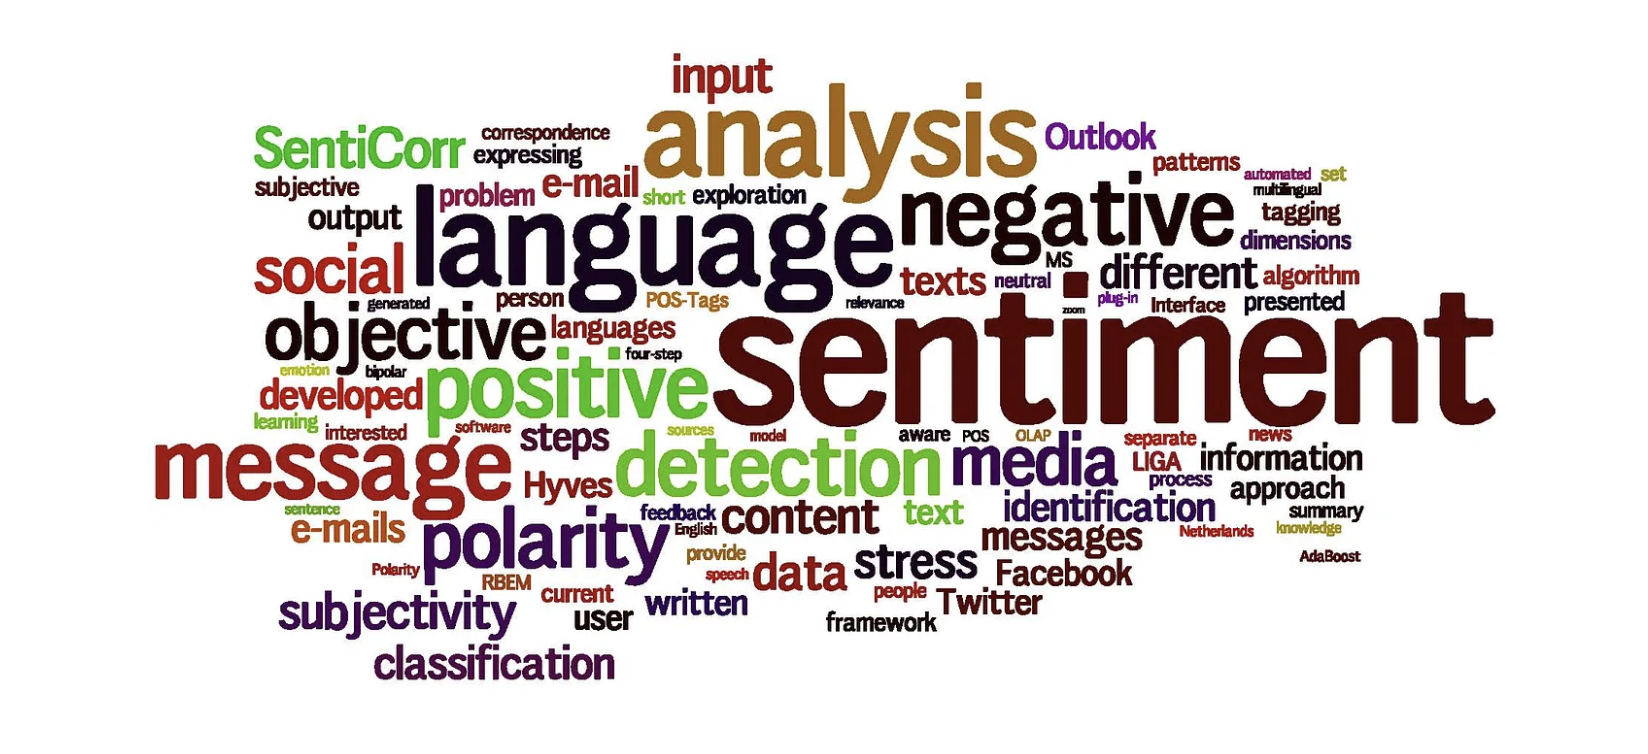 input
analysis
SentiCorr
correspondence
Outlook
expressing
patterns
e-mail
automated
set
subjective
problem
short
exploration
multilingual
language
negative
output
tagging
dimensions
social
MS
different
texts
neutral
algorithm
generated
person
POS-Tags
relevance
plug-in
Interface
presented
zoom
sentiment
objective
languages
four-step
emotion
bipolar
positive
developed
learning
interested
software
steps
sources
model
aware
POS
OLAP
separate
news
message
detection
media
LIGA
information
Hyves
process
approach
sentence
feedback
identification
summary
e-mails
polarity
English
content
text
messages
Netherlands
knowledge
provide
stress
AdaBoost
Polarity
RBEM
speech
data
Facebook
current
people
subjectivity
user
written
Twitter
framework
classification